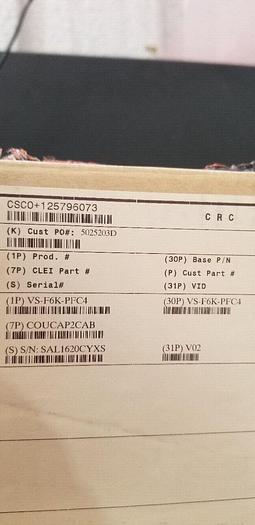 CSCO+125796073
C R C
(K) Cust PO#: 5025203D
(1P) Prod. # (30P) Base P/N
(7P) CLEI Part # (P) Cust Part #
(S) Serial# (31P) VID
(1P) VS-F6K-PFC4 (30P) VS-F6K-PFC4
(7P) COUCAP2CAB
(S) S/N: SAL1620CYXS (31P) V02